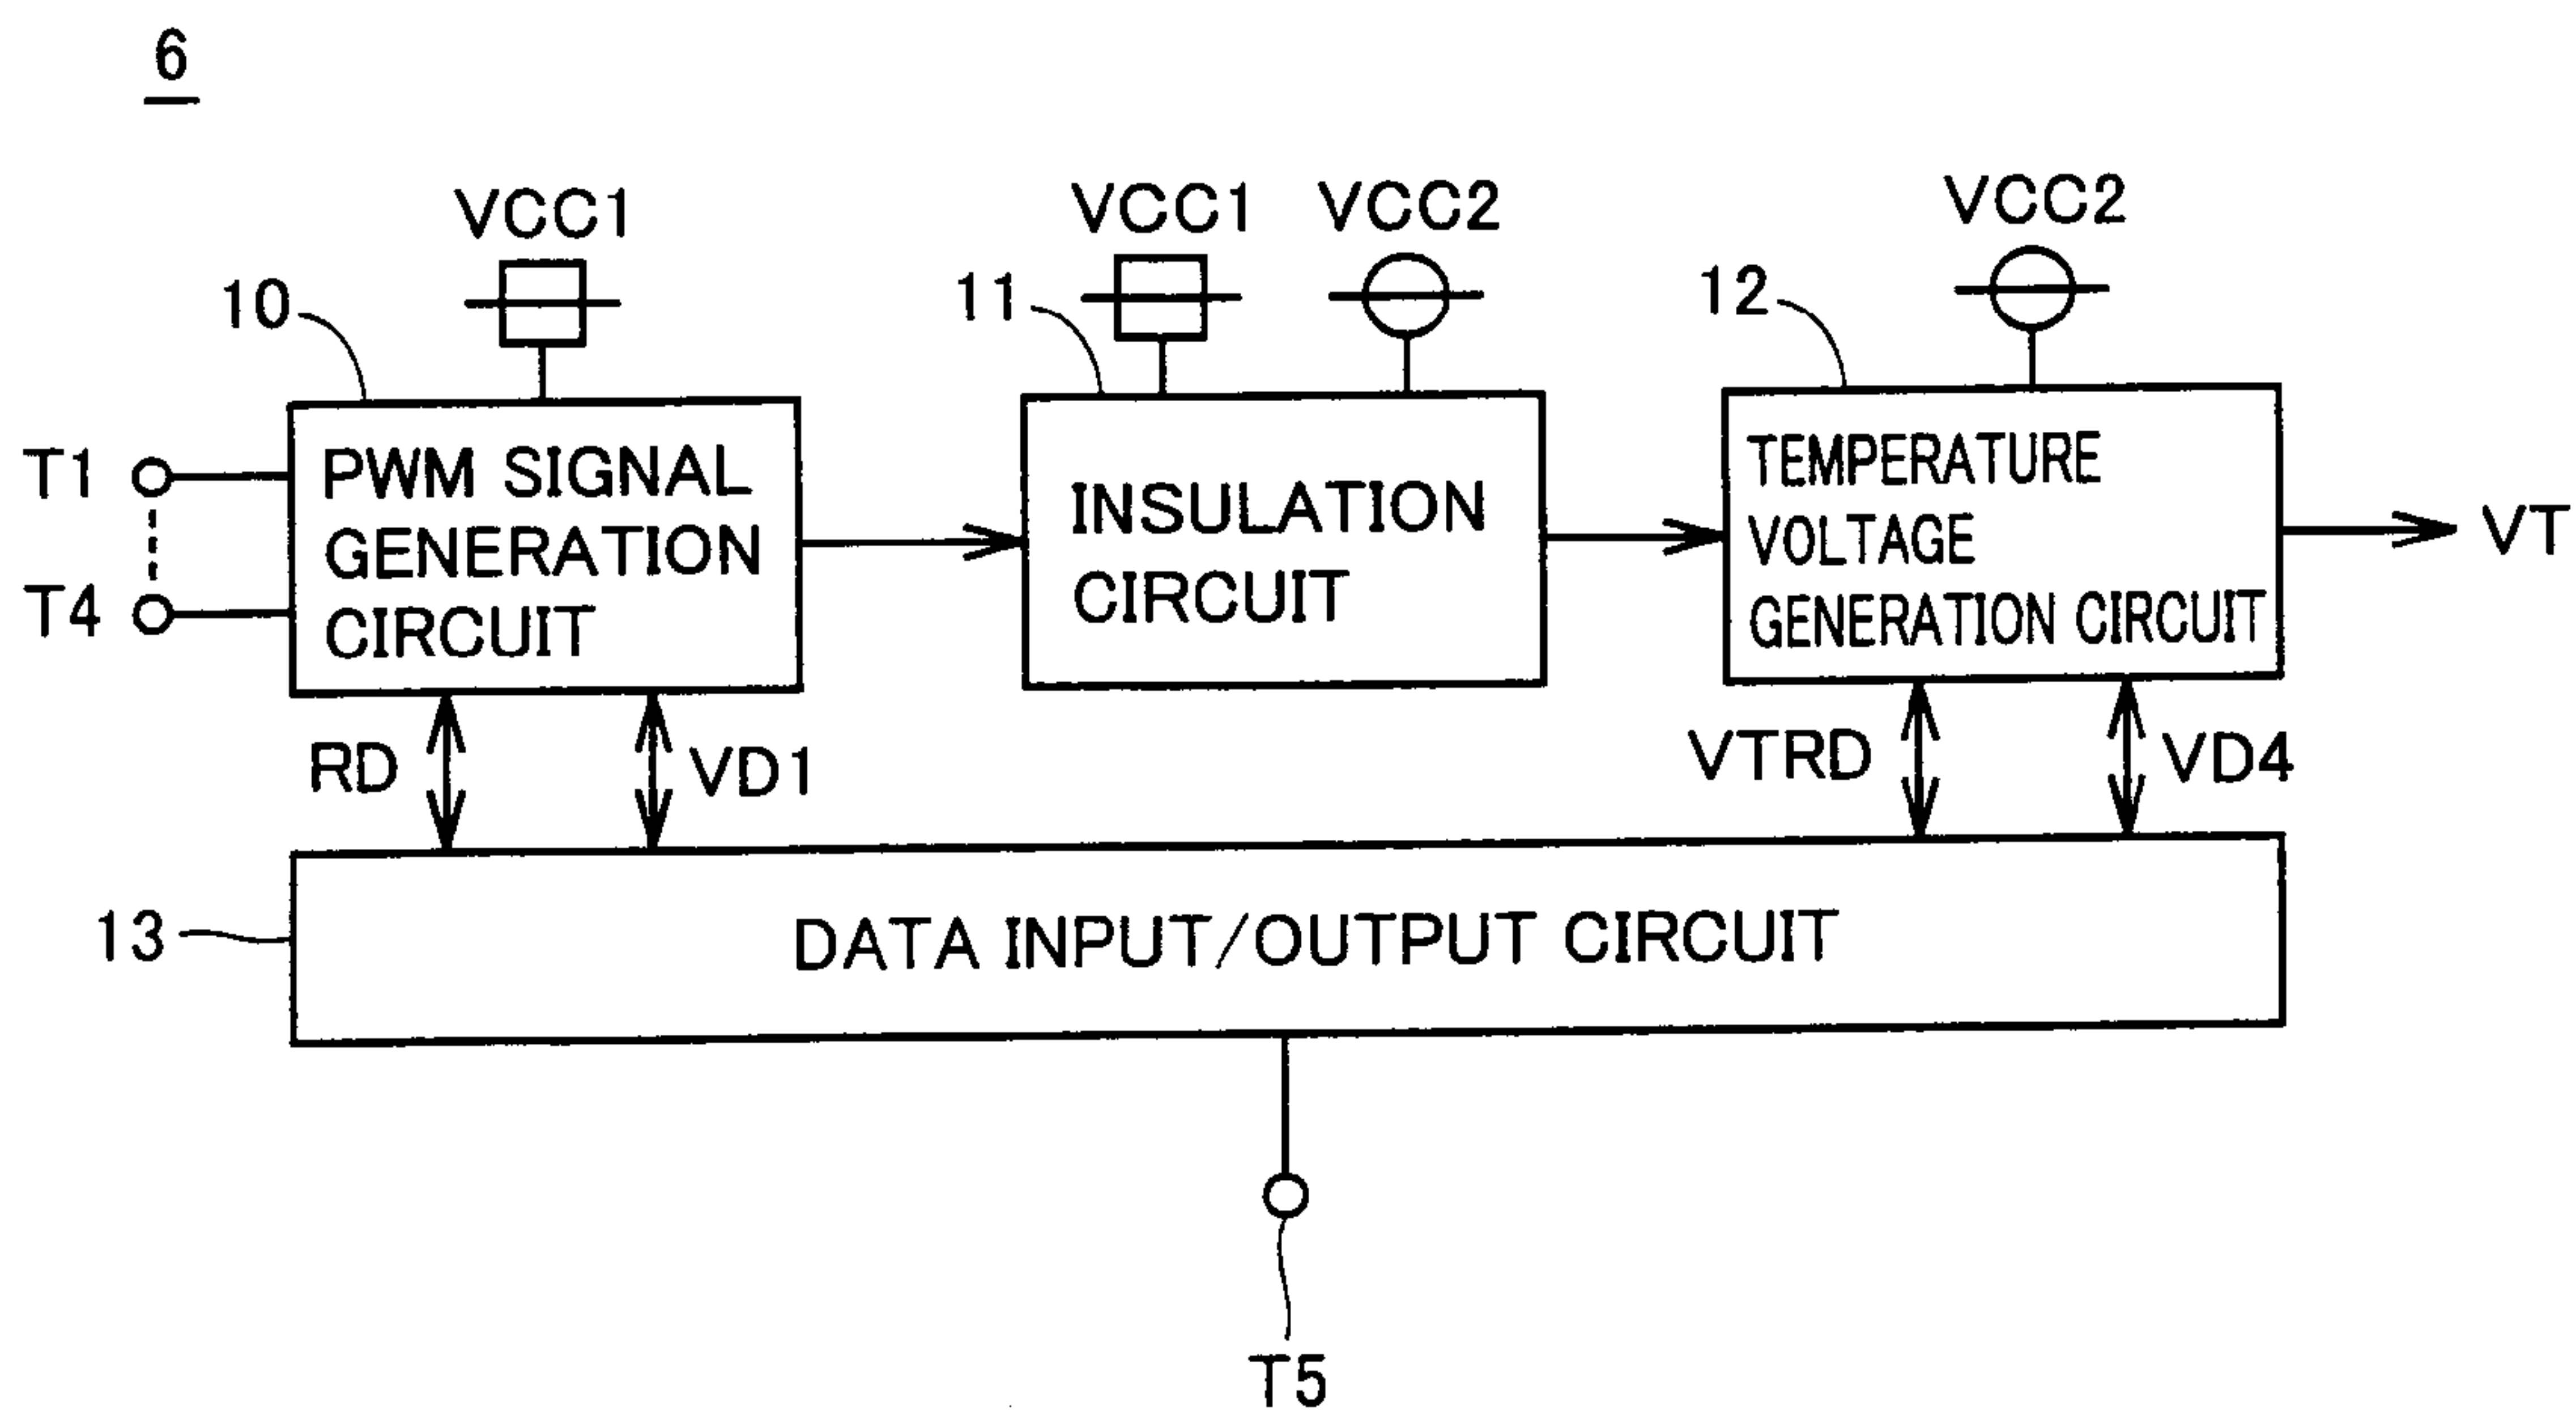 6
VCC1
VCC1
VCC2
VCC2
10
11
12
T1
T4
PWM SIGNAL
GENERATION
CIRCUIT
INSULATION
CIRCUIT
TEMPERATURE
VOLTAGE
GENERATION CIRCUIT
VT
RD
VD1
VTRD
VD4
13
DATA INPUT/OUTPUT CIRCUIT
T5